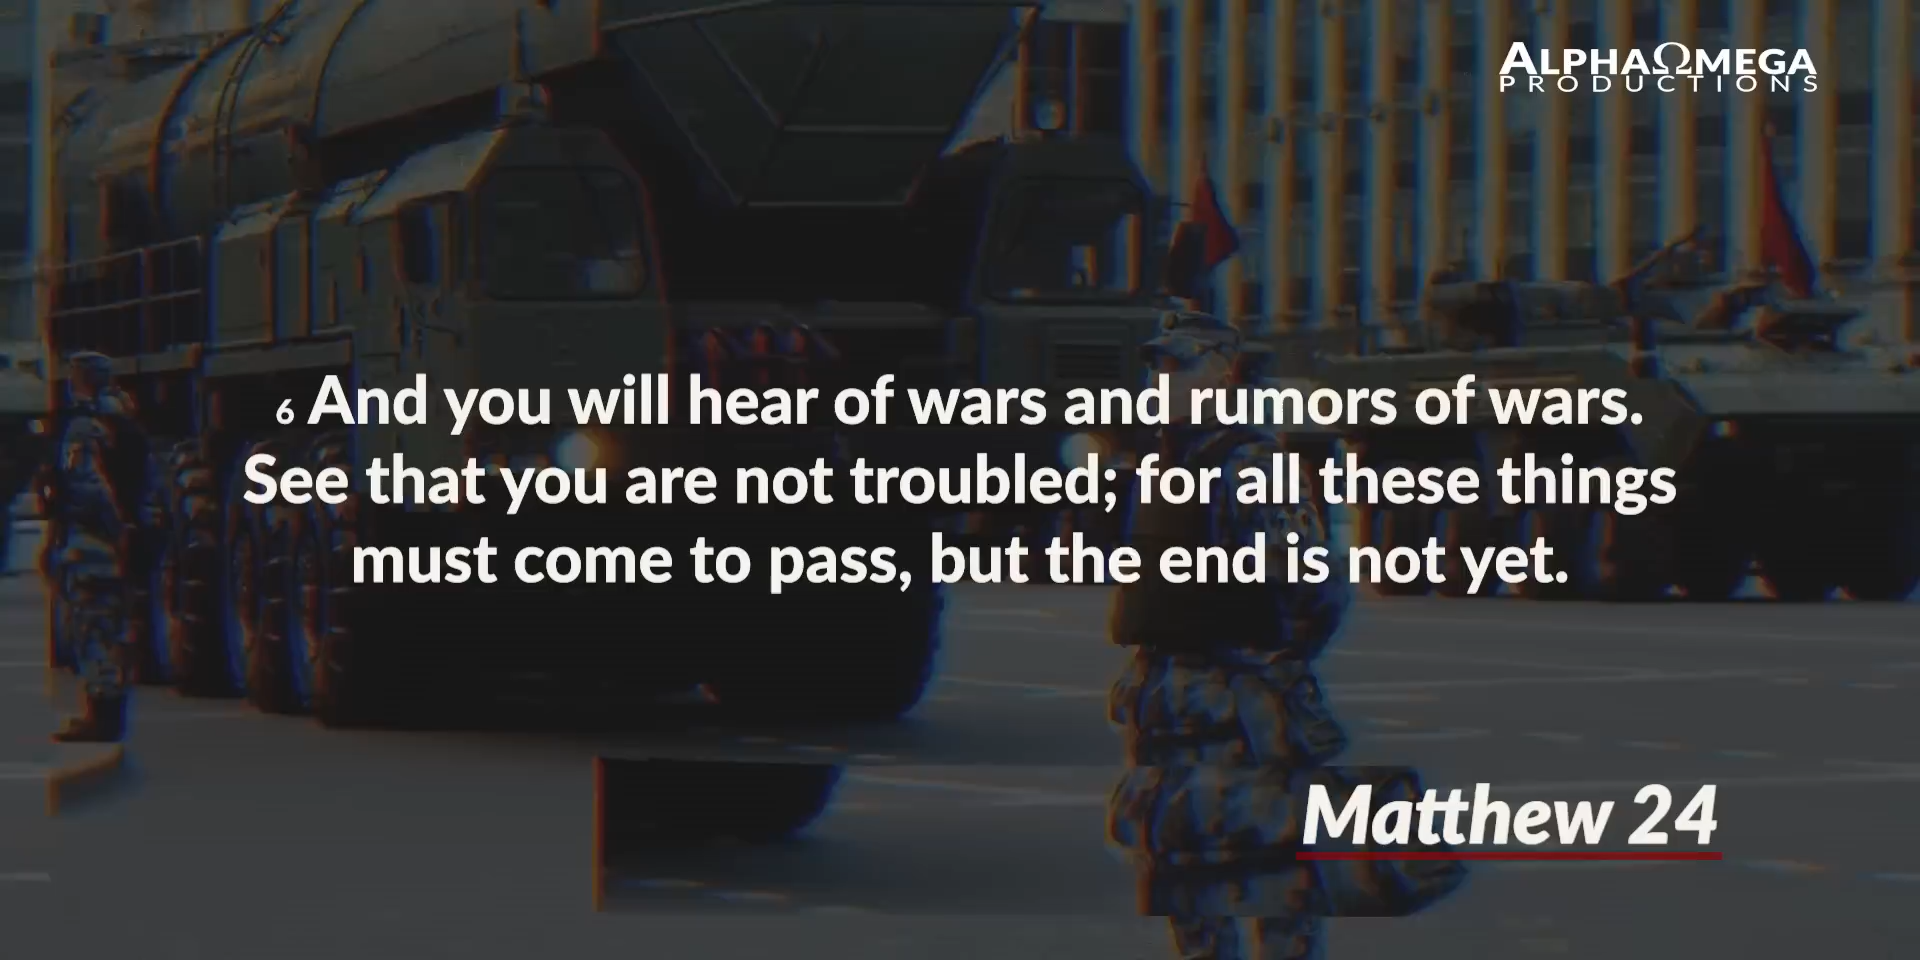 ALPHAΩMEGA
PRODUCTIONS
6 And you will hear of wars and rumors of wars.
See that you are not troubled; for all these things
must come to pass, but the end is not yet.
Matthew 24